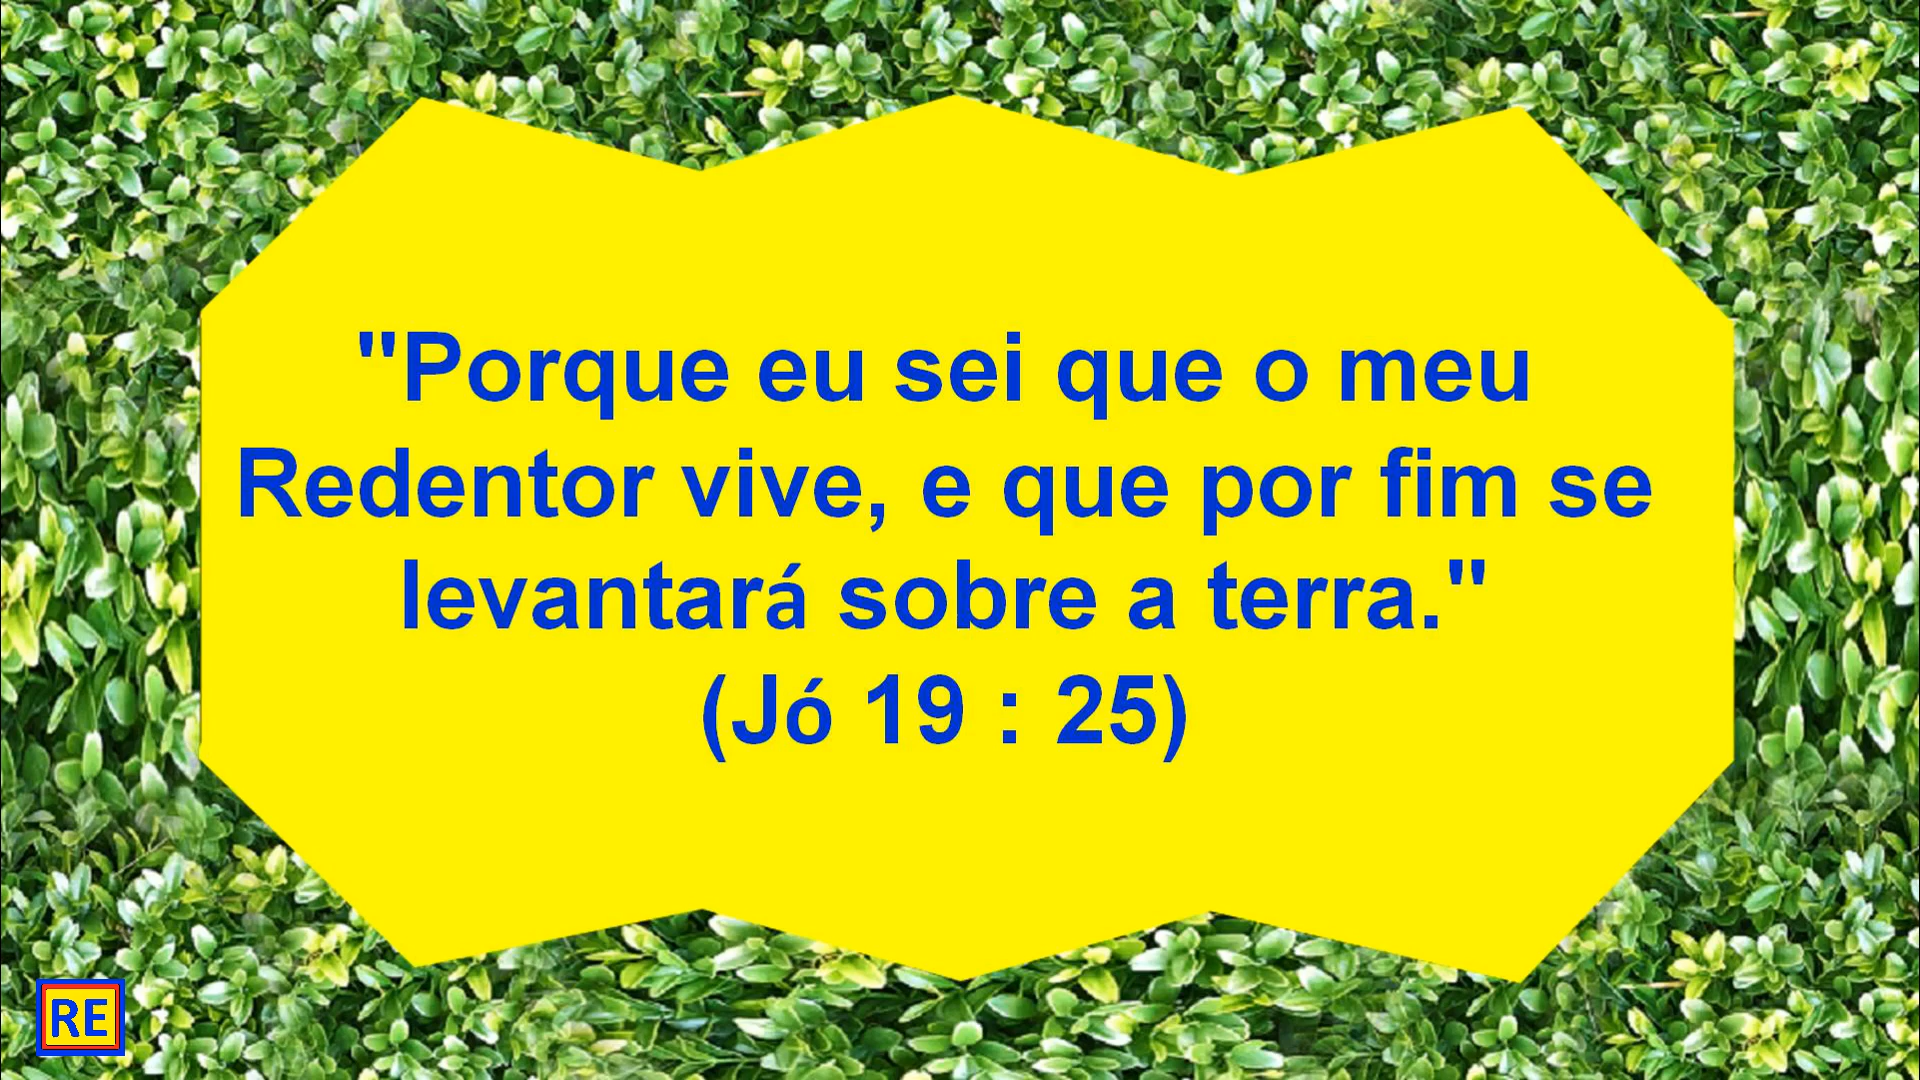 "Porque eu sei que o meu
Redentor vive, e que por fim se
levantará sobre a terra."
(Jó 19 : 25)
RE